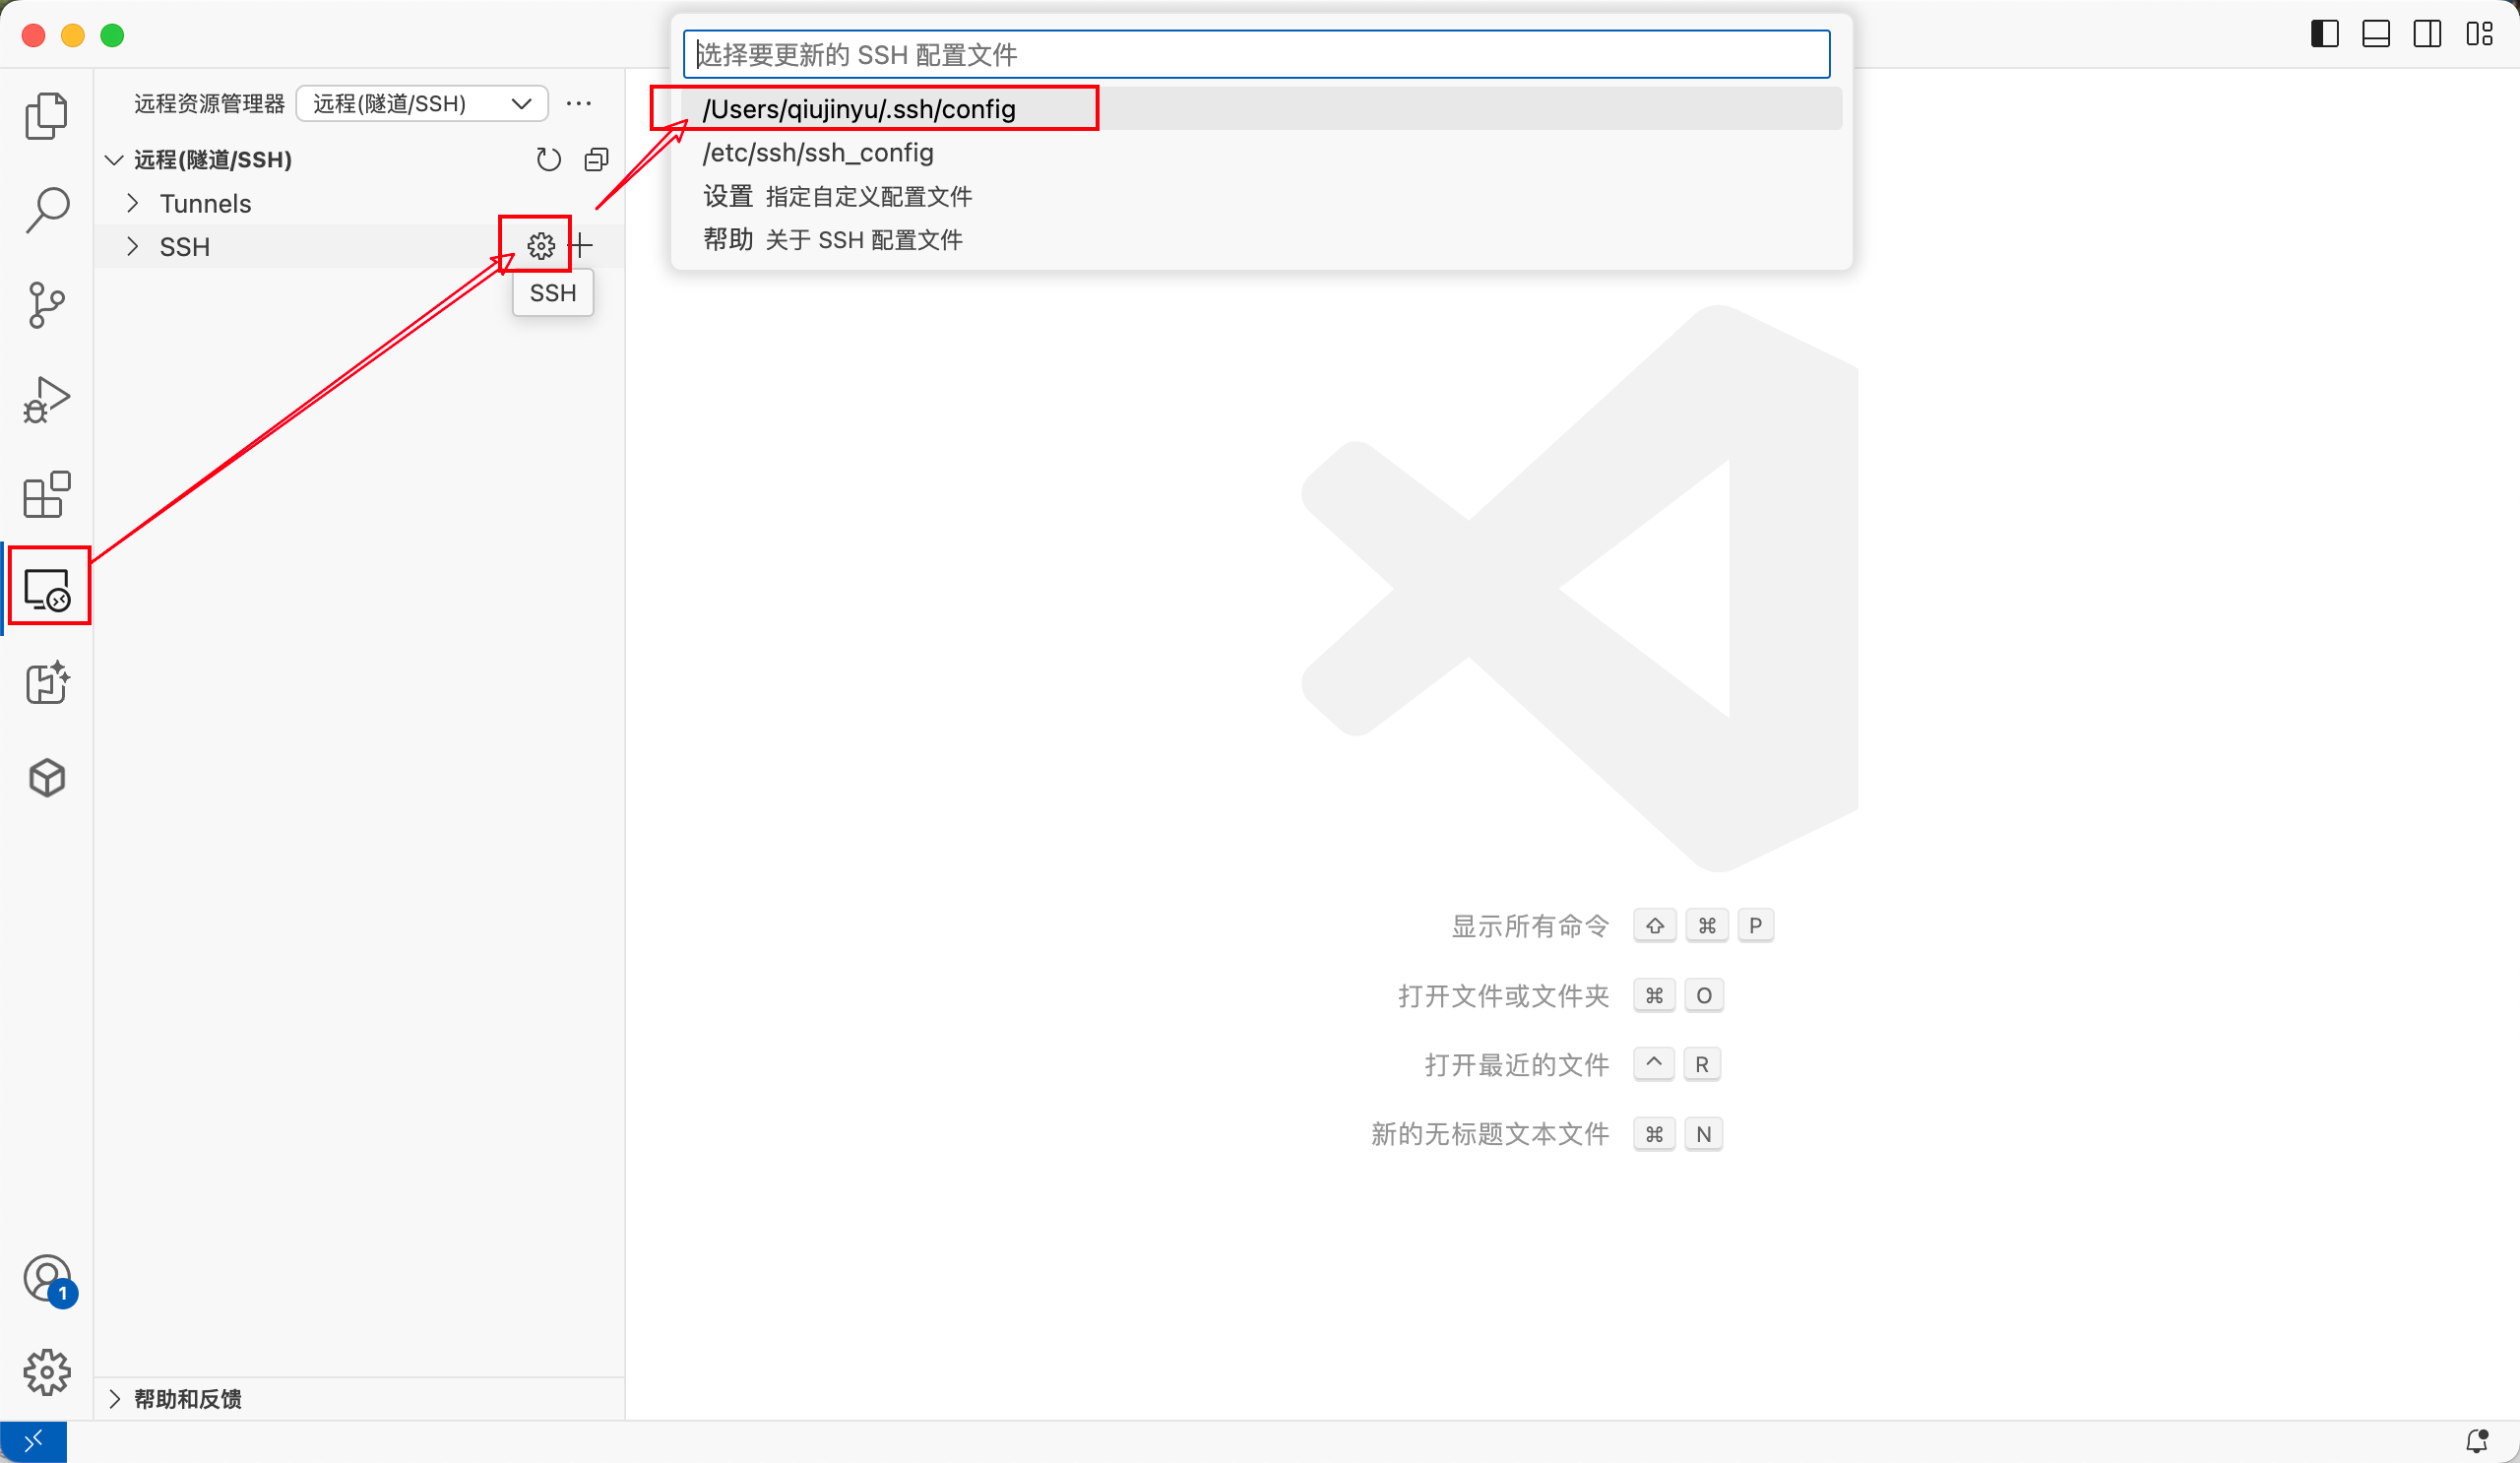 选择要更新的 SSH 配置文件
/Users/qiujinyu/.ssh/config
/etc/ssh/ssh_config
设置 指定自定义配置文件
帮助 关于 SSH 配置文件
远程资源管理器 远程(隧道/SSH)
远程(隧道/SSH)
Tunnels
SSH
SSH
显示所有命令 ⇧ ⌘ P
打开文件或文件夹 ⌘ O
打开最近的文件 ^ R
新的无标题文本文件 ⌘ N
1
帮助和反馈